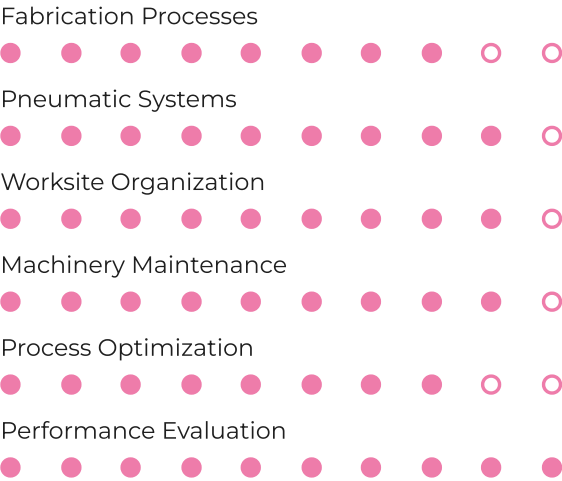 Fabrication Processes
Pneumatic Systems
Worksite Organization
Machinery Maintenance
Process Optimization
Performance Evaluation